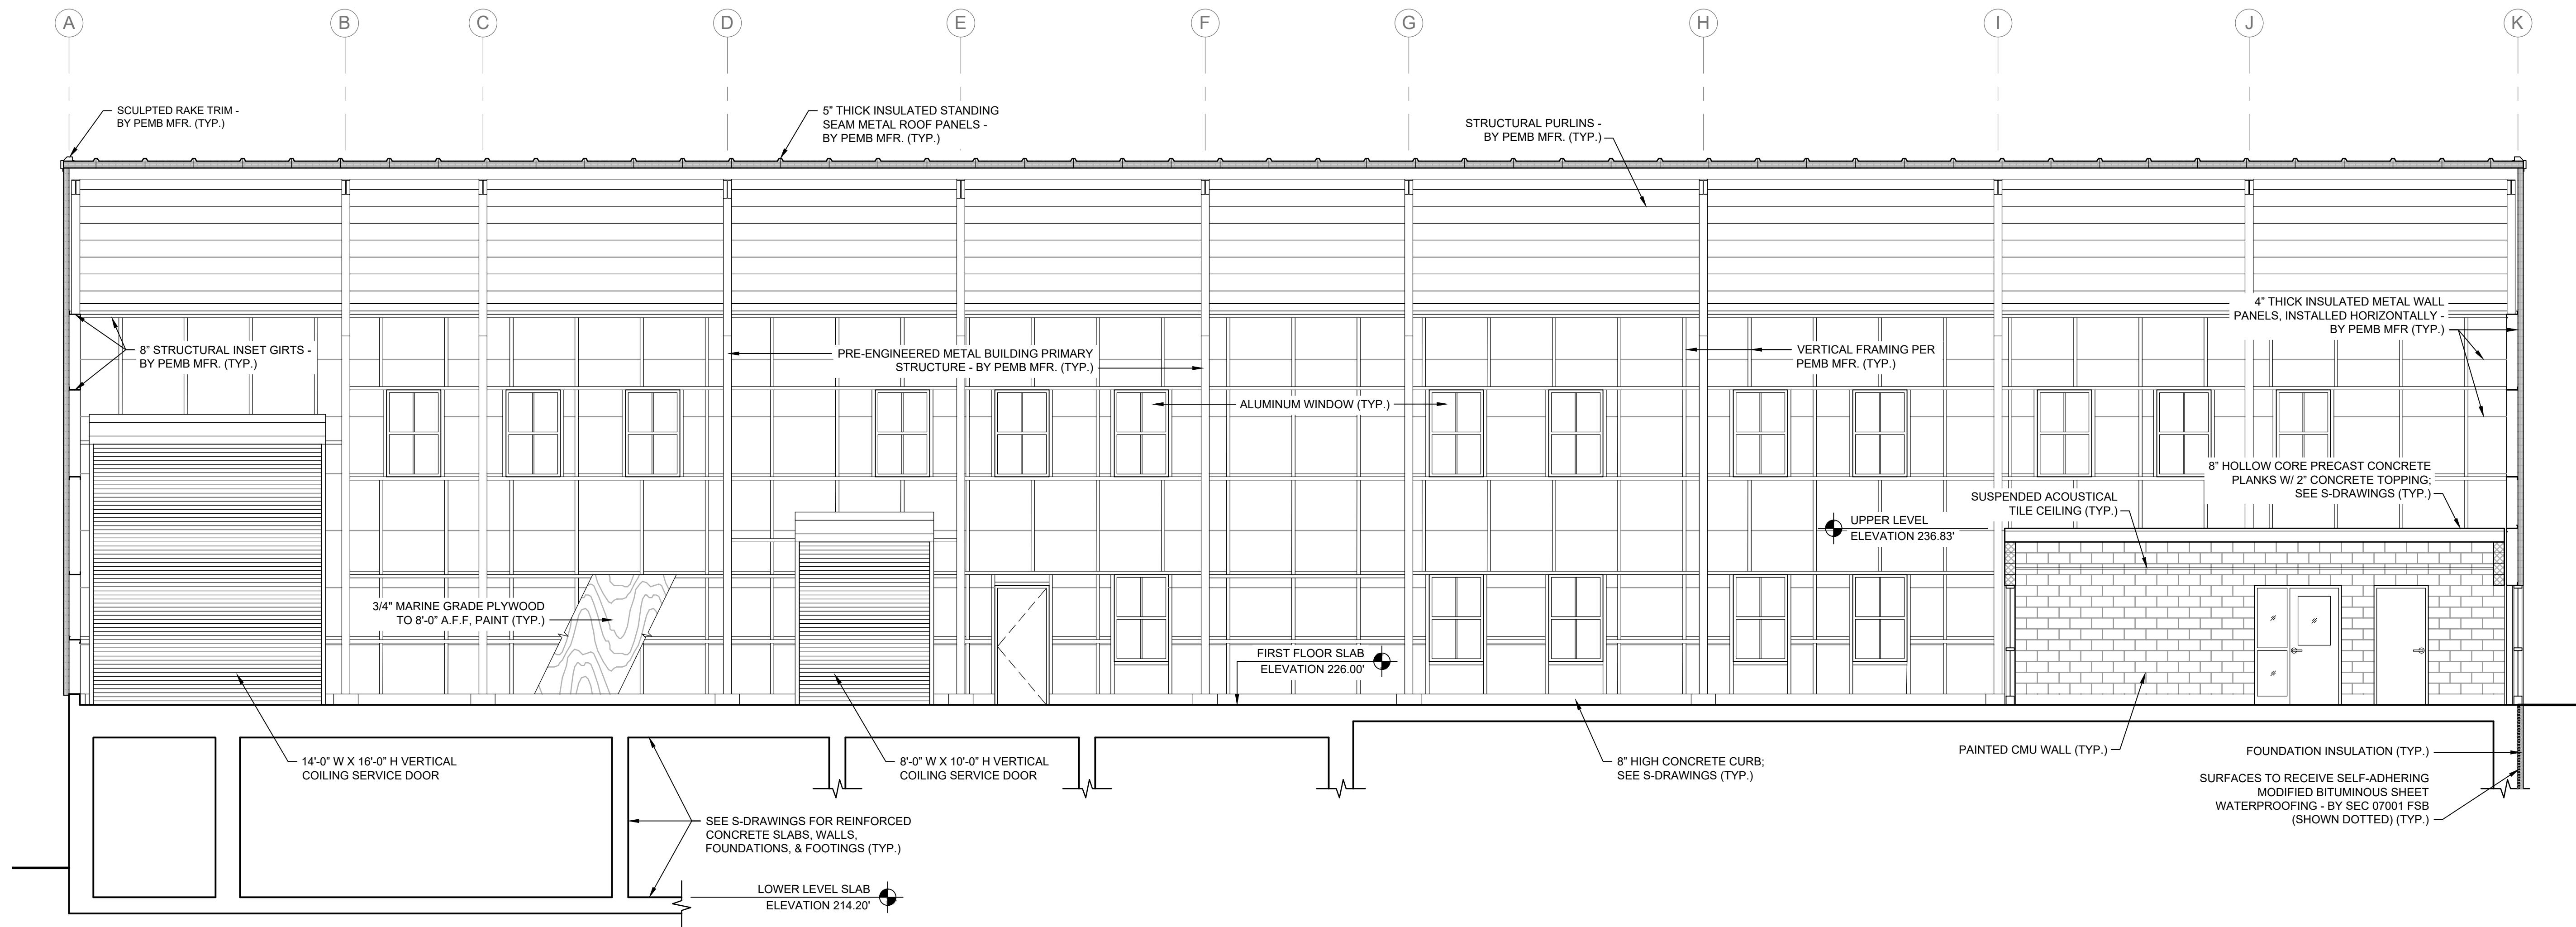 A
B
C
D
E
F
G
H
I
J
K
SCULPTED RAKE TRIM -
BY PEMB MFR. (TYP.)
5" THICK INSULATED STANDING
SEAM METAL ROOF PANELS -
BY PEMB MFR. (TYP.)
STRUCTURAL PURLINS -
BY PEMB MFR. (TYP.)
4" THICK INSULATED METAL WALL
PANELS, INSTALLED HORIZONTALLY -
BY PEMB MFR (TYP.)
8" STRUCTURAL INSET GIRTS -
BY PEMB MFR. (TYP.)
PRE-ENGINEERED METAL BUILDING PRIMARY
STRUCTURE - BY PEMB MFR. (TYP.)
VERTICAL FRAMING PER
PEMB MFR. (TYP.)
ALUMINUM WINDOW (TYP.)
8" HOLLOW CORE PRECAST CONCRETE
PLANKS W/ 2" CONCRETE TOPPING;
SEE S-DRAWINGS (TYP.)
SUSPENDED ACOUSTICAL
TILE CEILING (TYP.)
UPPER LEVEL
ELEVATION 236.83'
3/4" MARINE GRADE PLYWOOD
TO 8'-0" A.F.F, PAINT (TYP.)
FIRST FLOOR SLAB
ELEVATION 226.00'
14'-0" W X 16'-0" H VERTICAL
COILING SERVICE DOOR
8'-0" W X 10'-0" H VERTICAL
COILING SERVICE DOOR
8" HIGH CONCRETE CURB;
SEE S-DRAWINGS (TYP.)
PAINTED CMU WALL (TYP.)
FOUNDATION INSULATION (TYP.)
SURFACES TO RECEIVE SELF-ADHERING
MODIFIED BITUMINOUS SHEET
WATERPROOFING - BY SEC 07001 FSB
(SHOWN DOTTED) (TYP.)
SEE S-DRAWINGS FOR REINFORCED
CONCRETE SLABS, WALLS,
FOUNDATIONS, & FOOTINGS (TYP.)
LOWER LEVEL SLAB
ELEVATION 214.20'